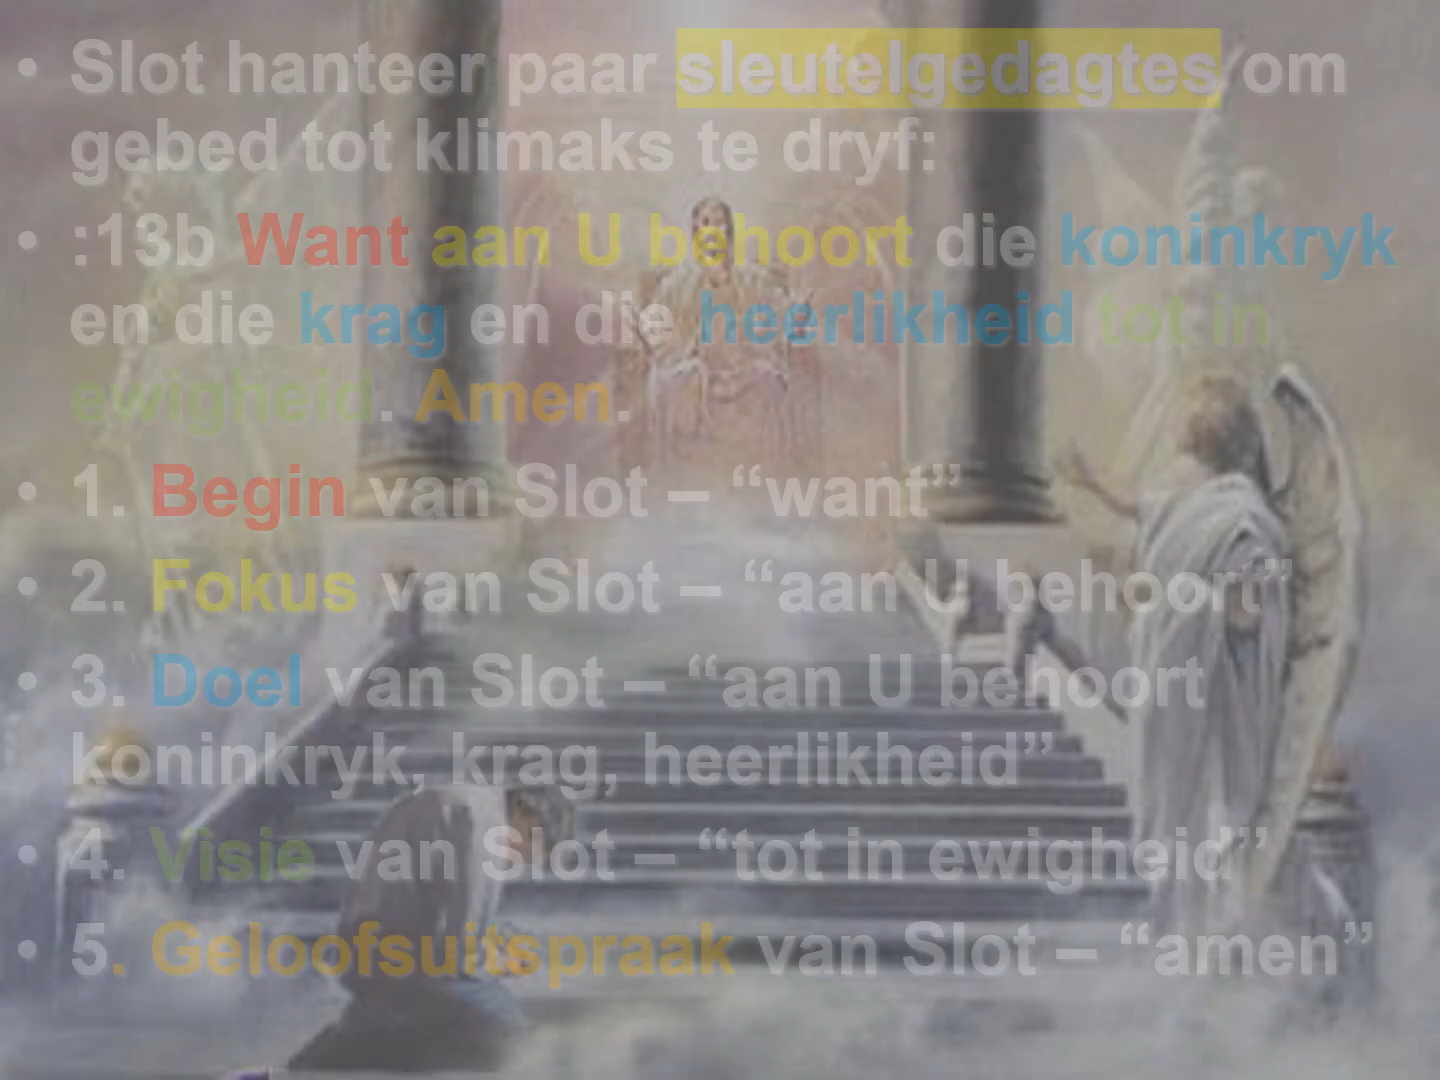 • Slot hanteer paar sleutelgedagtes om
gebed tot klimaks te dryf:
• :13b Want aan U behoort die koninkryk
en die krag en die heerlikheid tot in
ewigheid. Amen.
• 1. Begin van Slot – “want”
• 2. Fokus van Slot – “aan U behoort”
• 3. Doel van Slot – “aan U behoort
koninkryk, krag, heerlikheid”
• 4. Visie van Slot – “tot in ewigheid”
• 5. Geloofsuitspraak van Slot – “amen”